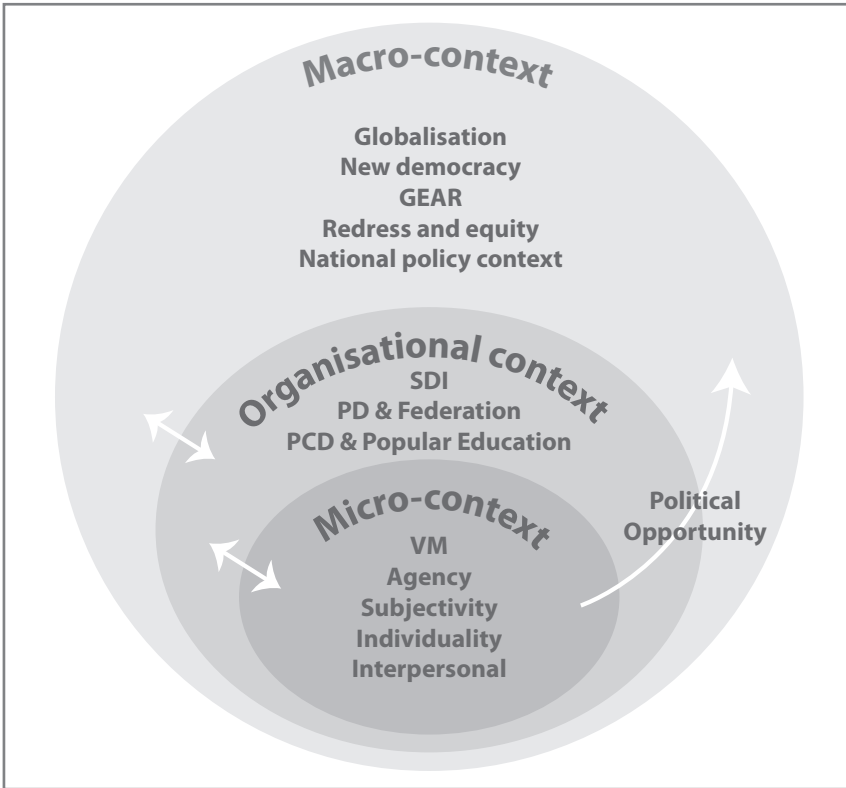 Macro-context
Globalisation
New democracy
GEAR
Redress and equity
National policy context
Organisational context
SDI
PD & Federation
PCD & Popular Education
Micro-context
VM
Agency
Subjectivity
Individuality
Interpersonal
Political
Opportunity